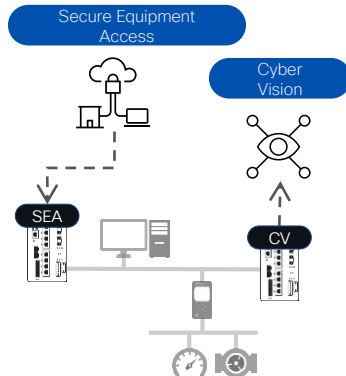 Secure Equipment
Access
Cyber
Vision
SEA
CV